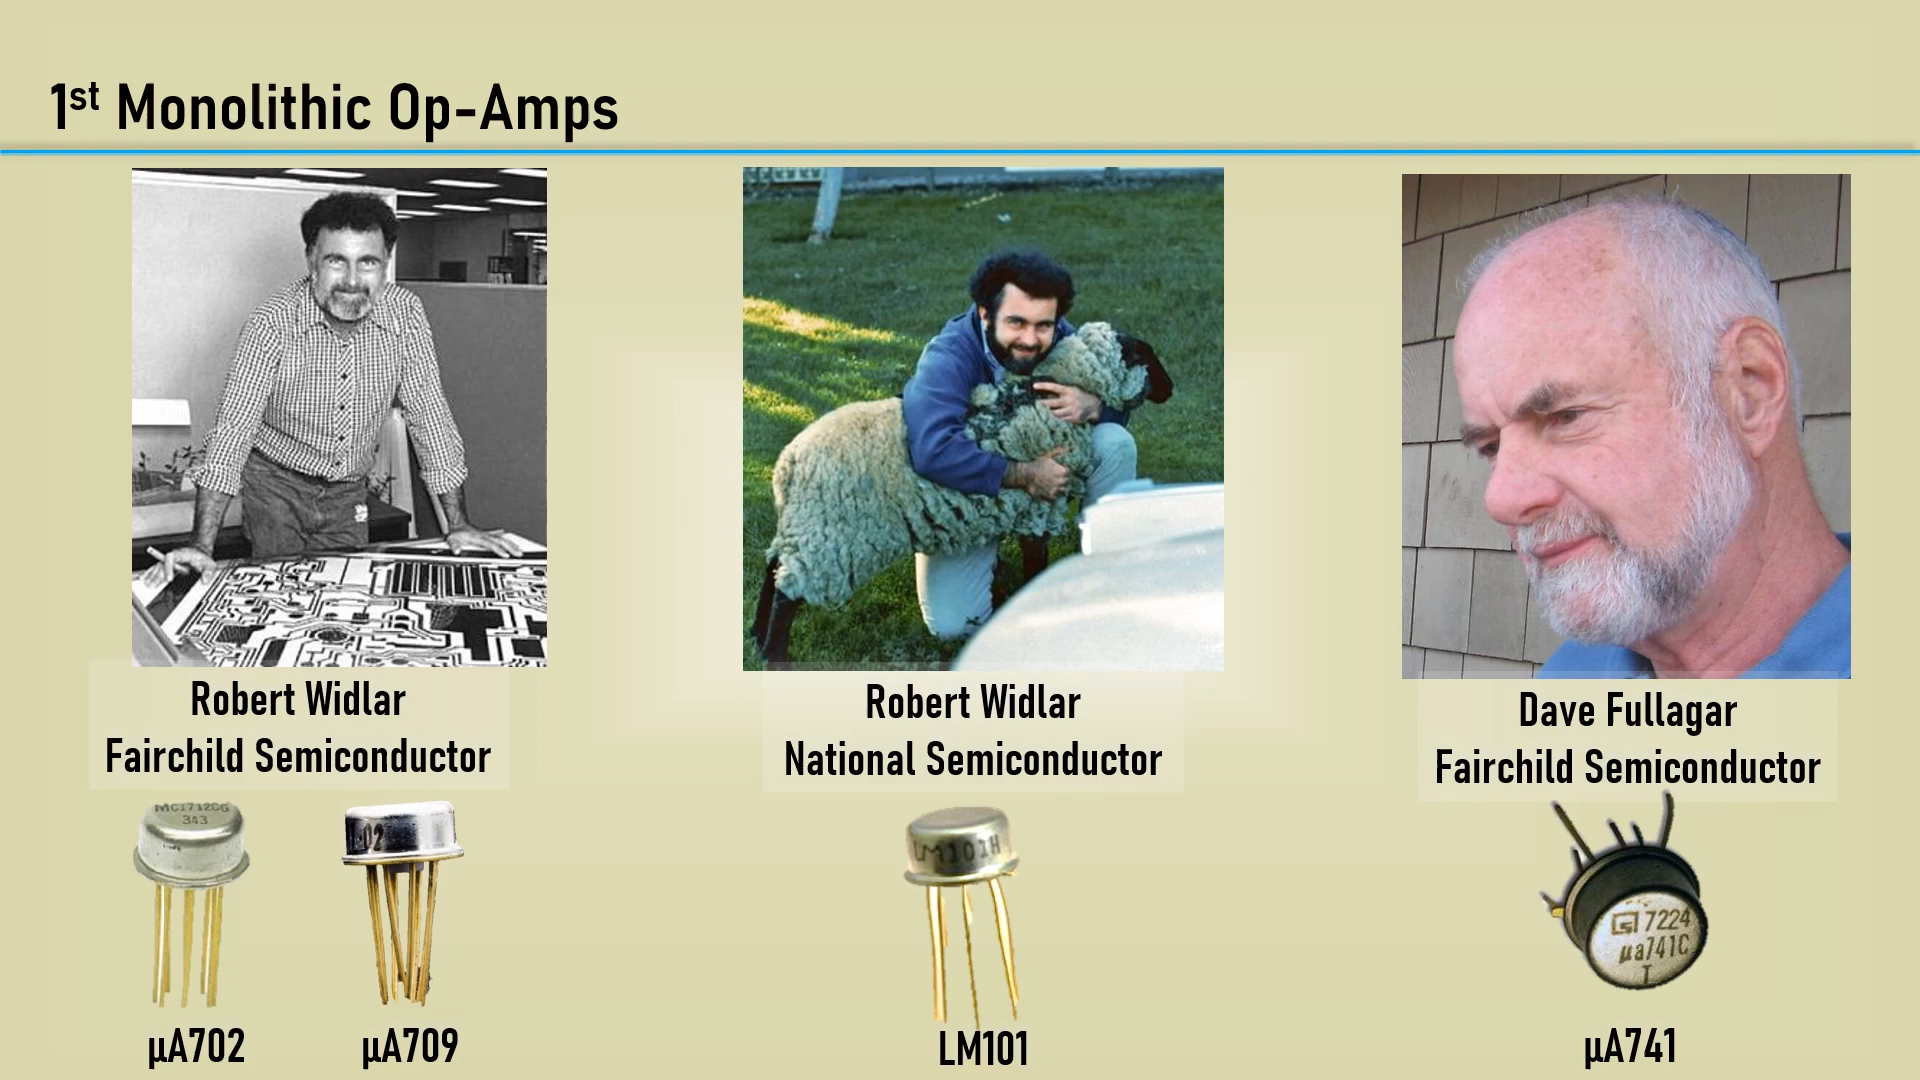 1st Monolithic Op-Amps
Robert Widlar
Fairchild Semiconductor
Robert Widlar
National Semiconductor
Dave Fullagar
Fairchild Semiconductor
MC1712CG
343
02
LM101H
7224
µa741C
T
µA702
µA709
LM101
µA741